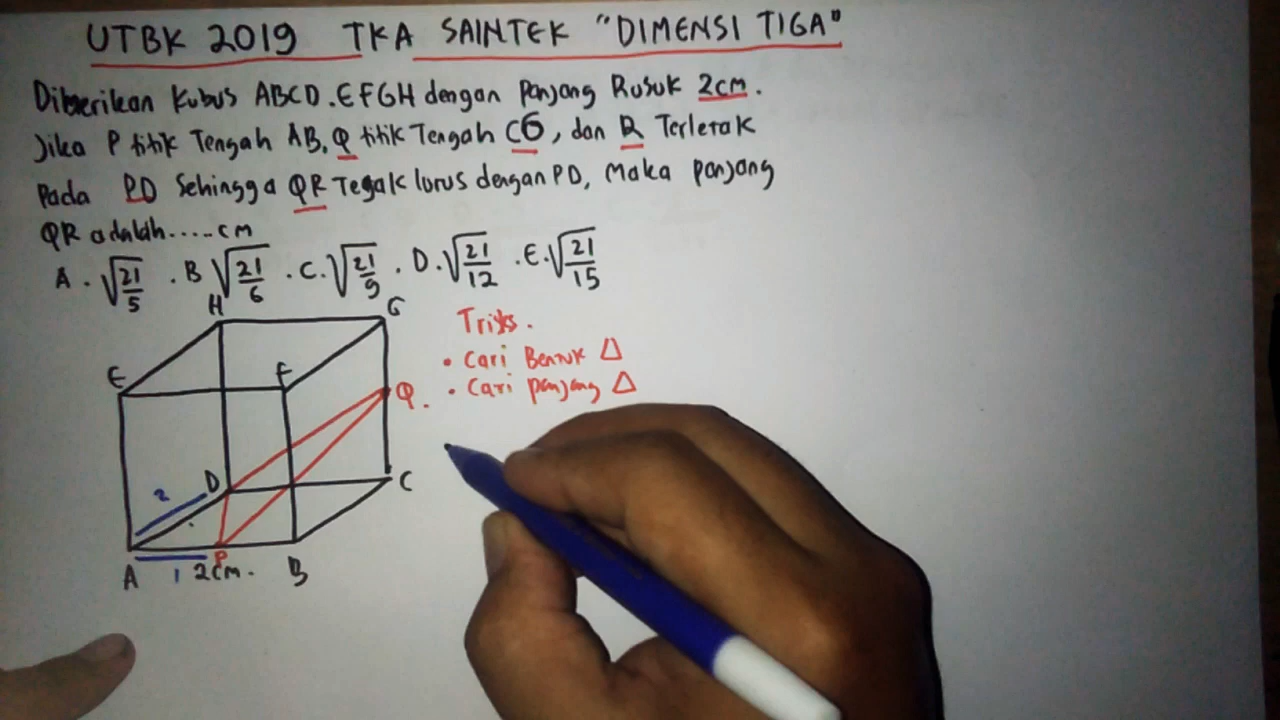 UTBK 2019 TKA SAINTEK "DIMENSI TIGA"
Diberikan Kubus ABCD.EFGH dengan Panjang Rusuk 2cm.
Jika P titik Tengah AB, Q titik Tengah CG, dan R Terletak
Pada PD Sehingga QR Tegak lurus dengan PD, Maka panjang
QR adalah.....cm
A. √21/5 . B √21/6 . C. √21/9 . D. √21/12 . E. √21/15
H
G
Triks.
• Cari Bentuk △
E
F
• Cari panjang △
Q.
2
D
C
P
A
1
2cm.
B